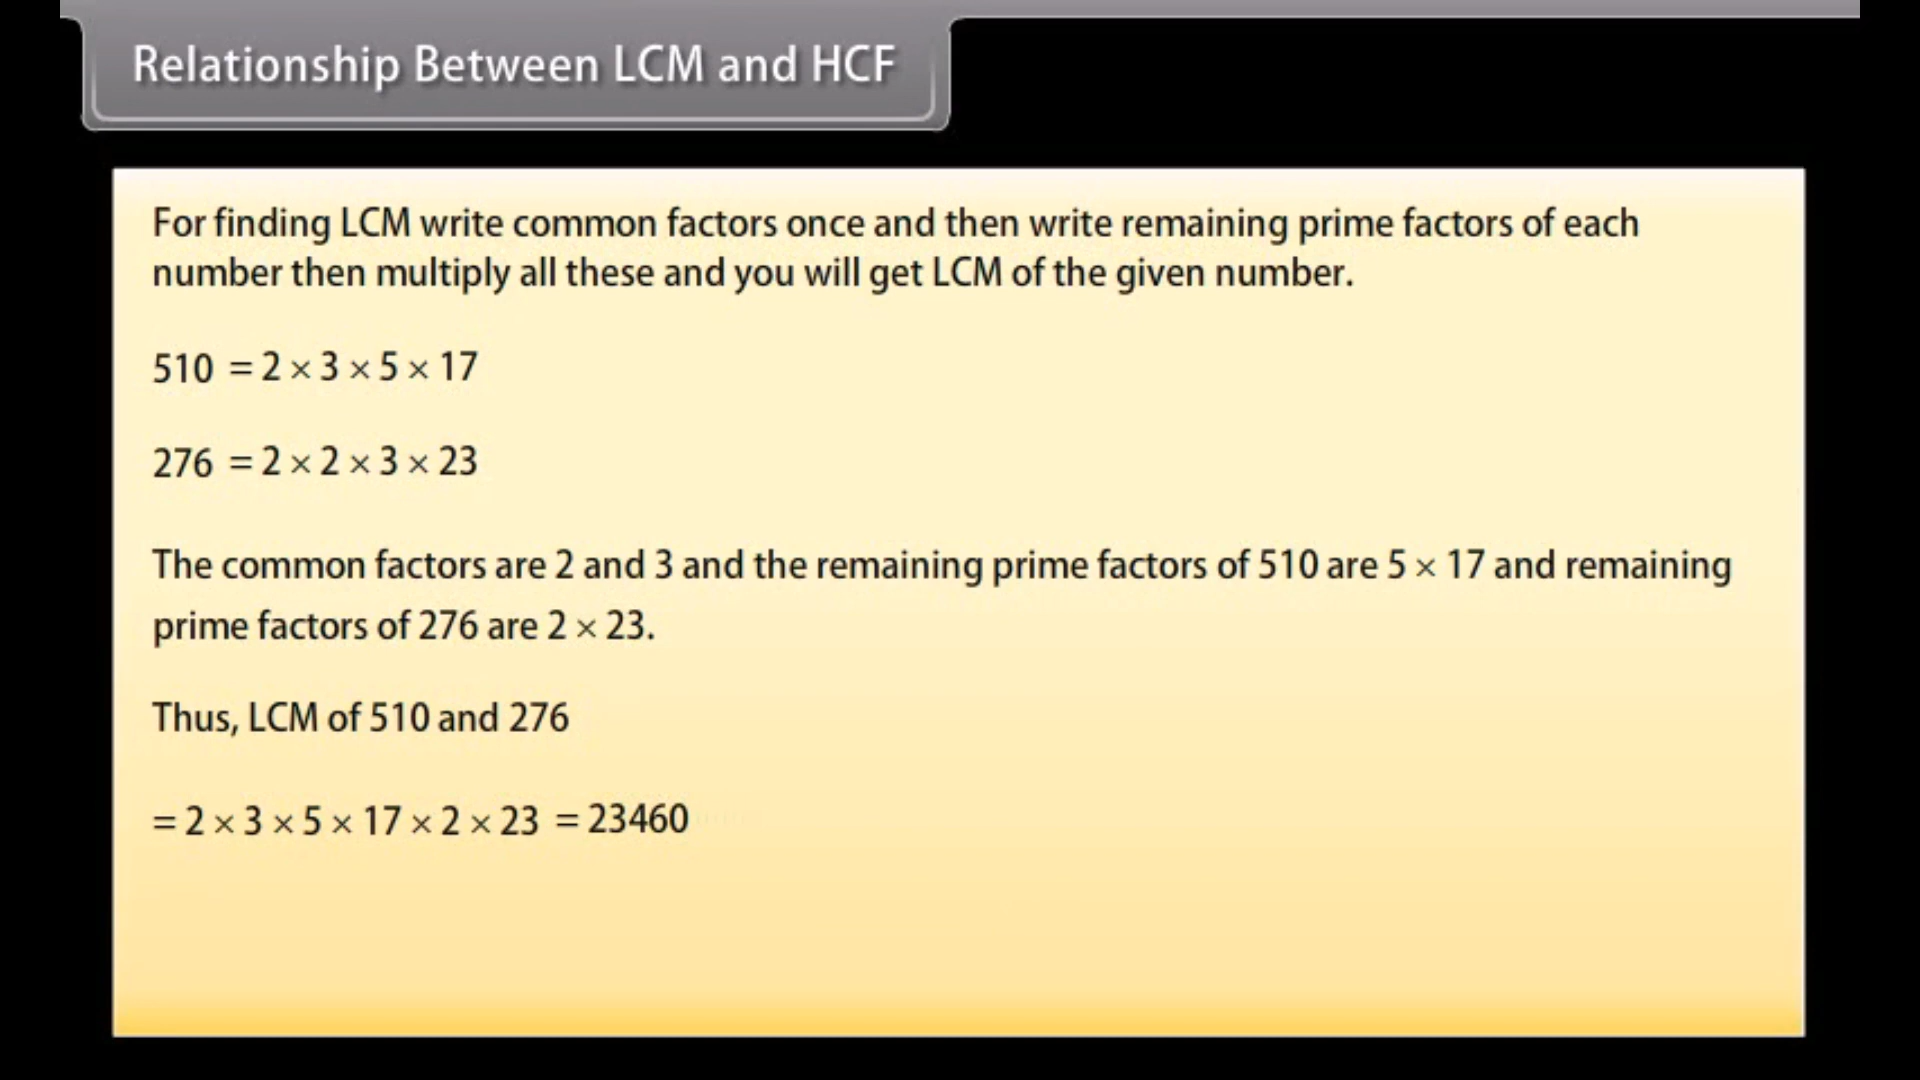 Relationship Between LCM and HCF
For finding LCM write common factors once and then write remaining prime factors of each
number then multiply all these and you will get LCM of the given number.
510 = 2 × 3 × 5 × 17
276 = 2 × 2 × 3 × 23
The common factors are 2 and 3 and the remaining prime factors of 510 are 5 × 17 and remaining
prime factors of 276 are 2 × 23.
Thus, LCM of 510 and 276
= 2 × 3 × 5 × 17 × 2 × 23 = 23460